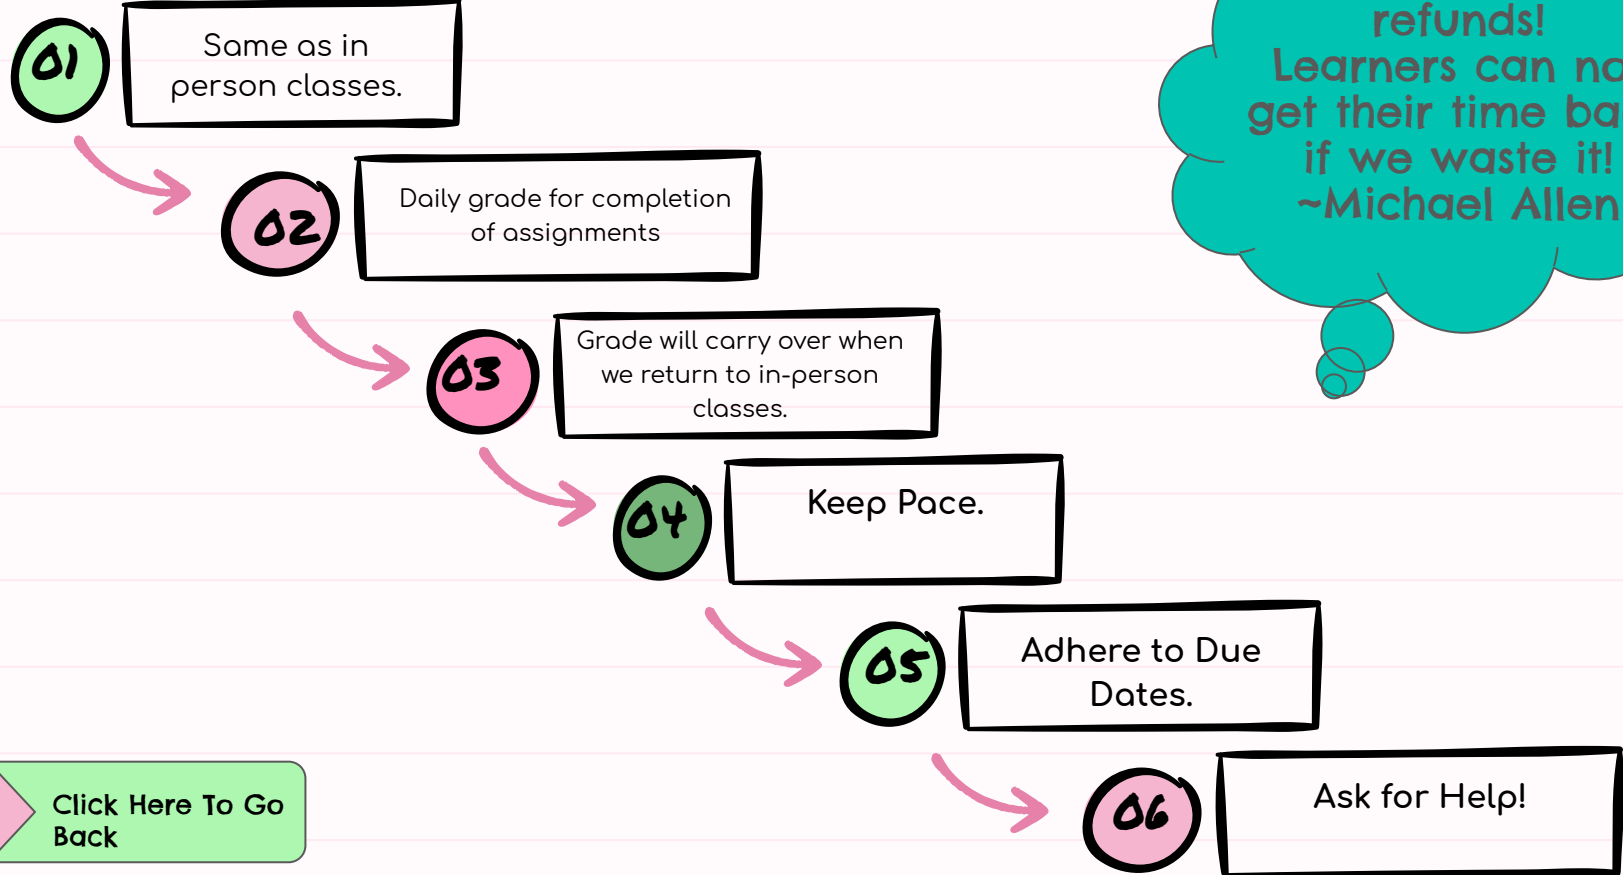 01
Same as in
person classes.
02
Daily grade for completion
of assignments
03
Grade will carry over when
we return to in-person
classes.
04
Keep Pace.
05
Adhere to Due
Dates.
06
Ask for Help!
refunds!
Learners can
get their time
if we waste it!
~Michael Allen
Click Here To Go
Back